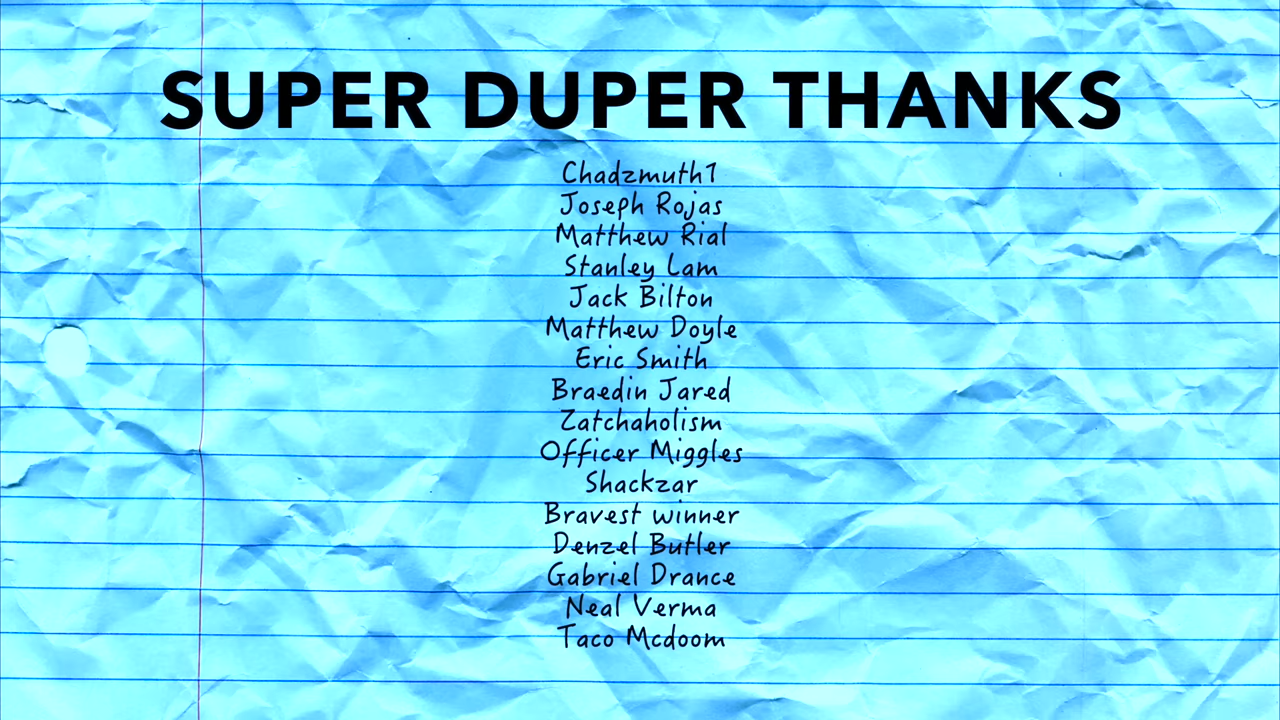 SUPER DUPER THANKS
Chadzmuth1
Joseph Rojas
Matthew Rial
Stanley Lam
Jack Bilton
Matthew Doyle
Eric Smith
Braedin Jared
Zatchaholism
Officer Miggles
Shackzar
Bravest winner
Denzel Butler
Gabriel Drance
Neal Verma
Taco Mcdoom